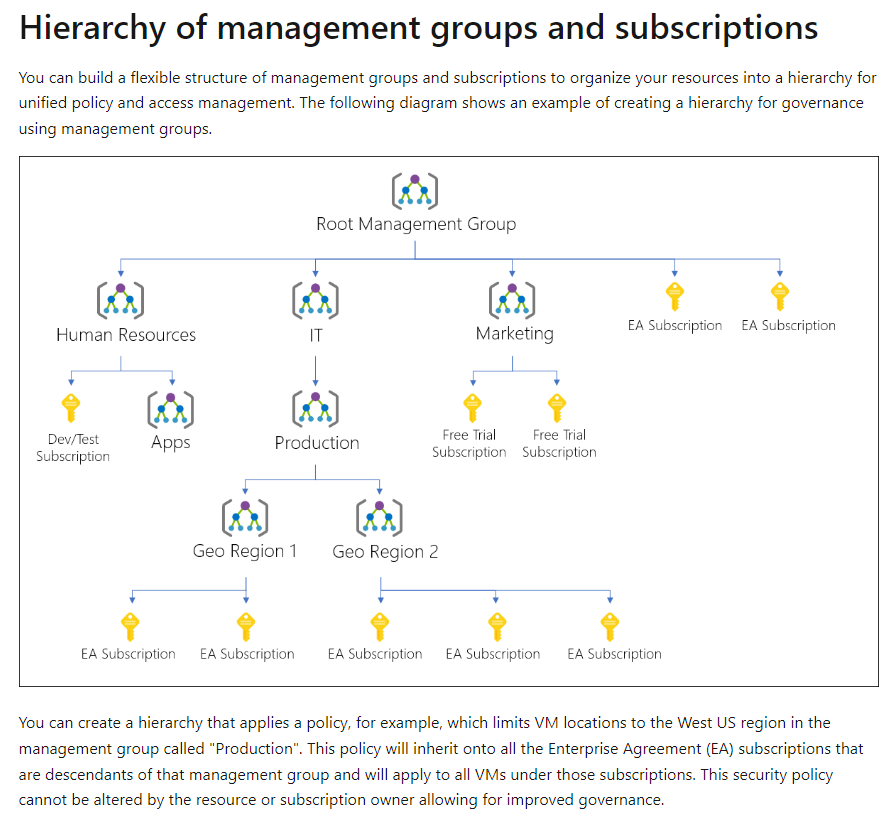 Hierarchy of management groups and subscriptions
You can build a flexible structure of management groups and subscriptions to organize your resources into a hierarchy for
unified policy and access management. The following diagram shows an example of creating a hierarchy for governance
using management groups.
Root Management Group
Human Resources
IT
Marketing
EA Subscription
EA Subscription
Dev/Test
Subscription
Apps
Production
Free Trial
Subscription
Free Trial
Subscription
Geo Region 1
Geo Region 2
EA Subscription
EA Subscription
EA Subscription
EA Subscription
EA Subscription
You can create a hierarchy that applies a policy, for example, which limits VM locations to the West US region in the
management group called "Production". This policy will inherit onto all the Enterprise Agreement (EA) subscriptions that
are descendants of that management group and will apply to all VMs under those subscriptions. This security policy
cannot be altered by the resource or subscription owner allowing for improved governance.